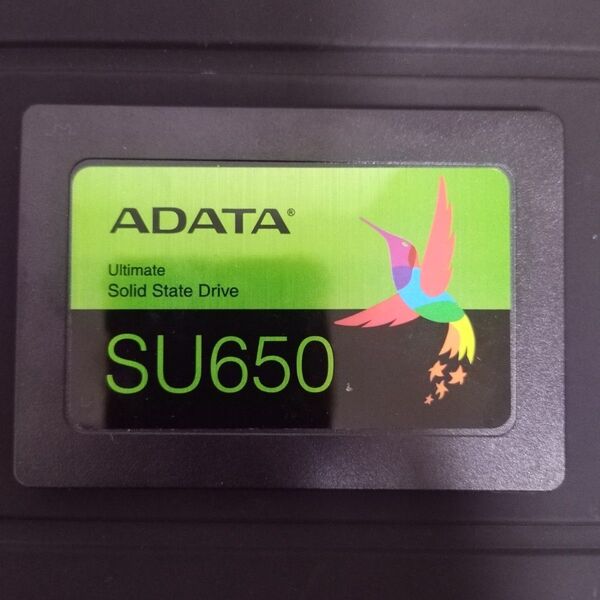 ADATA®
Ultimate
Solid State Drive
SU650